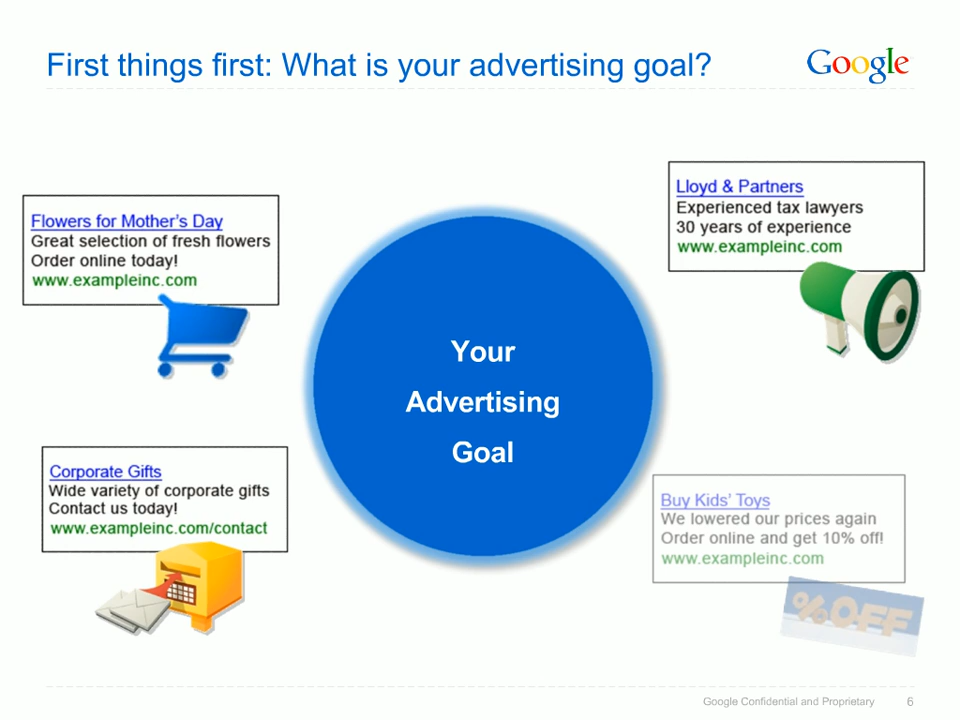 First things first: What is your advertising goal?
Google
Flowers for Mother's Day
Great selection of fresh flowers
Order online today!
www.exampleinc.com
Lloyd & Partners
Experienced tax lawyers
30 years of experience
www.exampleinc.com
Your
Advertising
Goal
Corporate Gifts
Wide variety of corporate gifts
Contact us today!
www.exampleinc.com/contact
Buy Kids' Toys
We lowered our prices again
Order online and get 10% off!
www.exampleinc.com
%OFF
Google Confidential and Proprietary
6